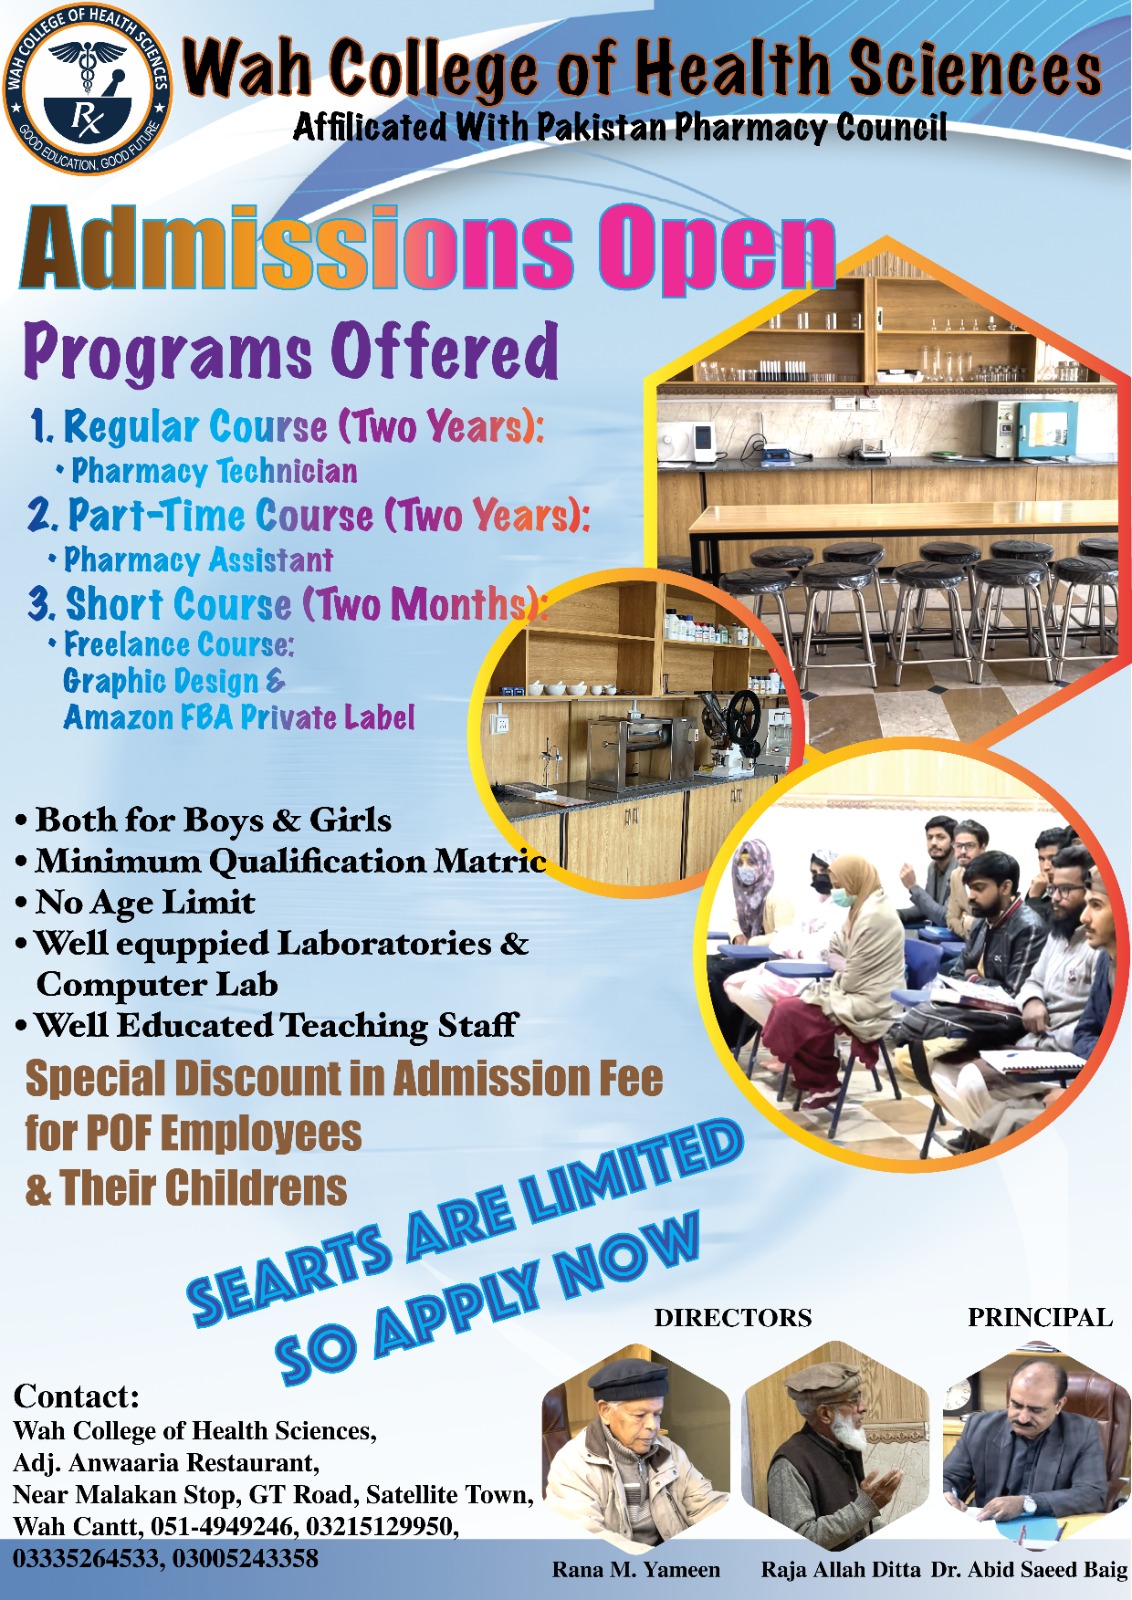 WAH COLLEGE OF HEALTH SCIENCES
Rx
GOOD EDUCATION, GOOD FUTURE
Wah College of Health Sciences
Affilicated With Pakistan Pharmacy Council
Admissions Open
Programs Offered
1. Regular Course (Two Years):
• Pharmacy Technician
2. Part-Time Course (Two Years):
• Pharmacy Assistant
3. Short Course (Two Months):
• Freelance Course:
Graphic Design &
Amazon FBA Private Label
• Both for Boys & Girls
• Minimum Qualification Matric
• No Age Limit
• Well equppied Laboratories &
Computer Lab
• Well Educated Teaching Staff
Special Discount in Admission Fee
for POF Employees
& Their Childrens
SEARTS ARE LIMITED
SO APPLY NOW
DIRECTORS
PRINCIPAL
Contact:
Wah College of Health Sciences,
Adj. Anwaaria Restaurant,
Near Malakan Stop, GT Road, Satellite Town,
Wah Cantt, 051-4949246, 03215129950,
03335264533, 03005243358
Rana M. Yameen
Raja Allah Ditta
Dr. Abid Saeed Baig